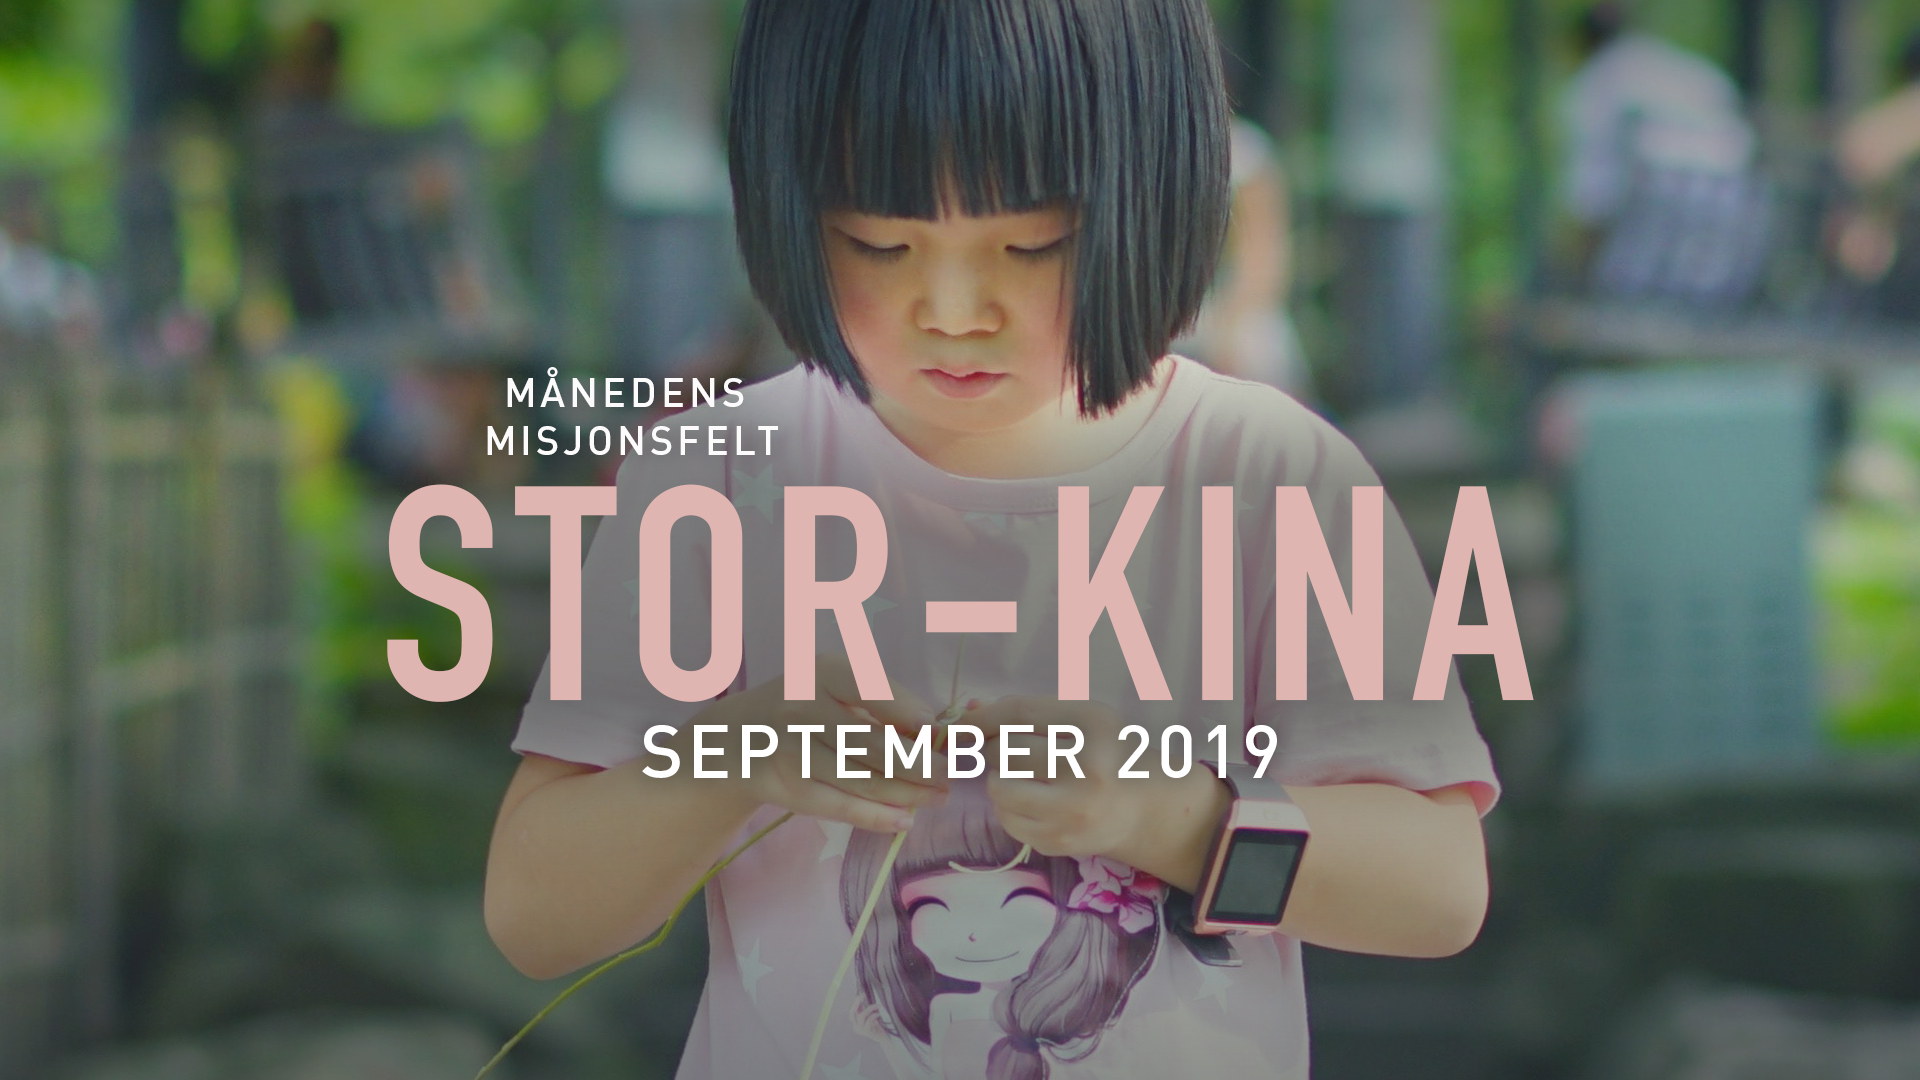 MÅNEDENS
MISJONSFELT
STOR-KINA
SEPTEMBER 2019